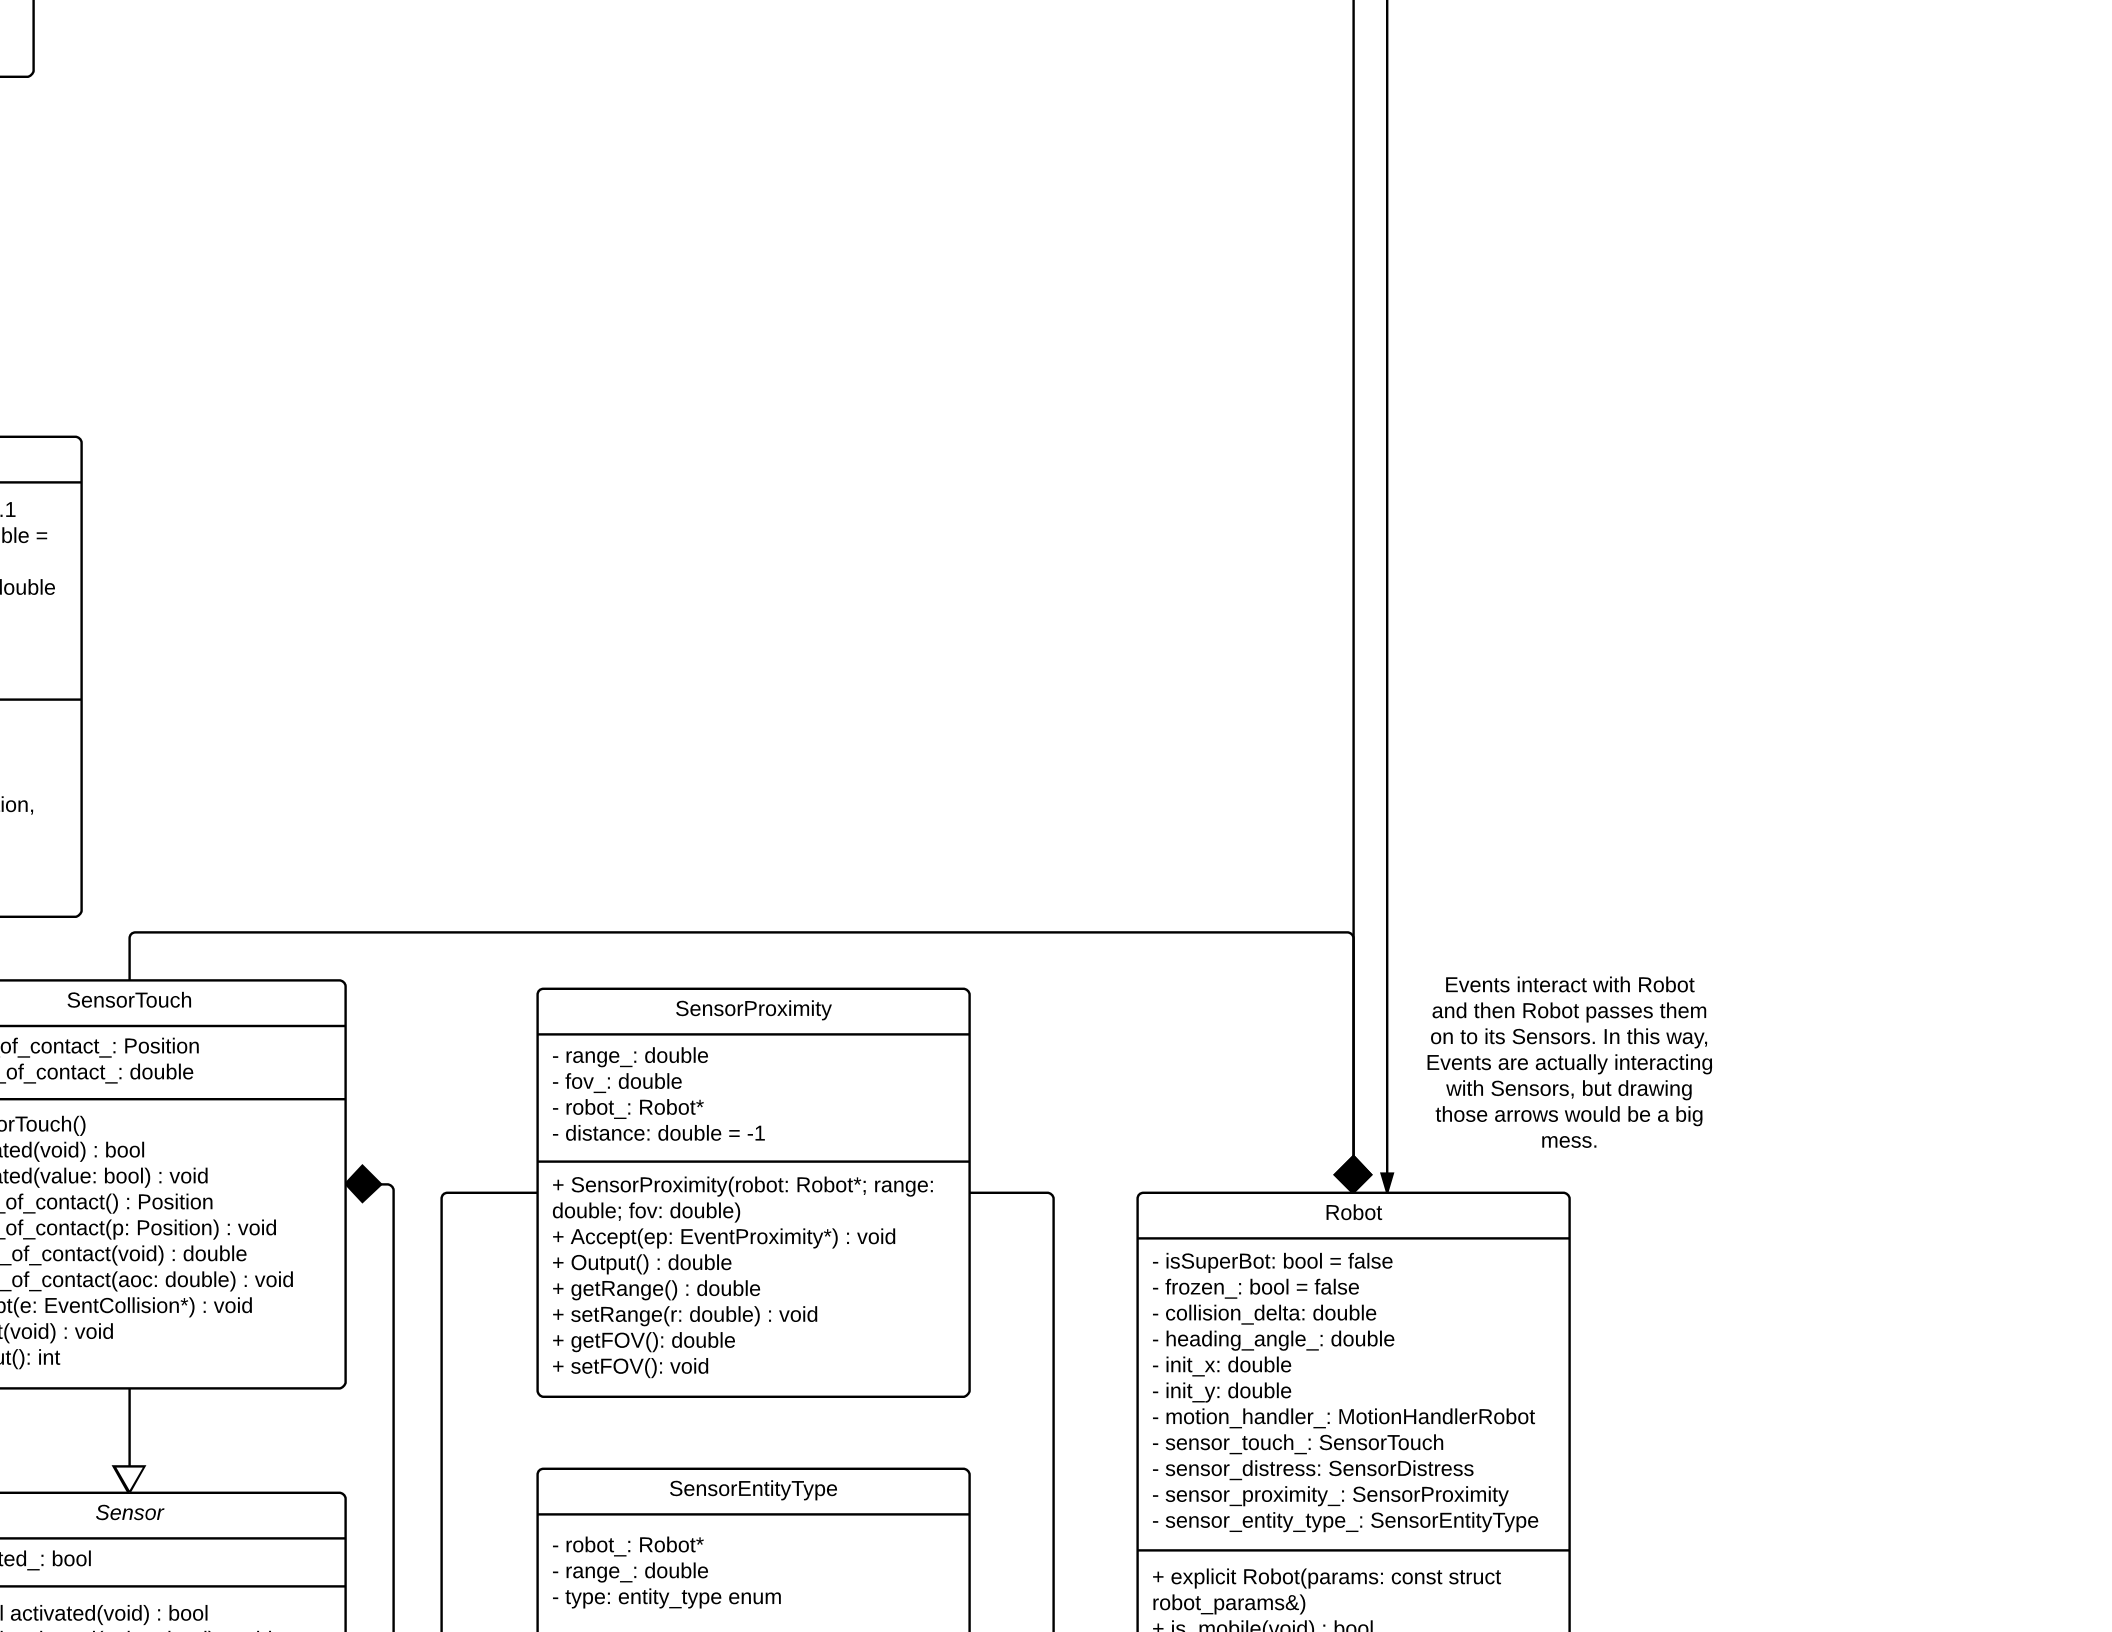 .1
ble =
double
ion,
SensorTouch
of_contact_: Position
_of_contact_: double
orTouch()
ated(void) : bool
ated(value: bool) : void
_of_contact() : Position
_of_contact(p: Position) : void
_of_contact(void) : double
_of_contact(aoc: double) : void
pt(e: EventCollision*) : void
t(void) : void
ut(): int
Sensor
ted_: bool
l activated(void) : bool
SensorProximity
- range_: double
- fov_: double
- robot_: Robot*
- distance: double = -1
+ SensorProximity(robot: Robot*; range:
double; fov: double)
+ Accept(ep: EventProximity*) : void
+ Output() : double
+ getRange() : double
+ setRange(r: double) : void
+ getFOV(): double
+ setFOV(): void
SensorEntityType
- robot_: Robot*
- range_: double
- type: entity_type enum
Events interact with Robot
and then Robot passes them
on to its Sensors. In this way,
Events are actually interacting
with Sensors, but drawing
those arrows would be a big
mess.
Robot
- isSuperBot: bool = false
- frozen_: bool = false
- collision_delta: double
- heading_angle_: double
- init_x: double
- init_y: double
- motion_handler_: MotionHandlerRobot
- sensor_touch_: SensorTouch
- sensor_distress: SensorDistress
- sensor_proximity_: SensorProximity
- sensor_entity_type_: SensorEntityType
+ explicit Robot(params: const struct
robot_params&)
+ is_mobile(void) : bool